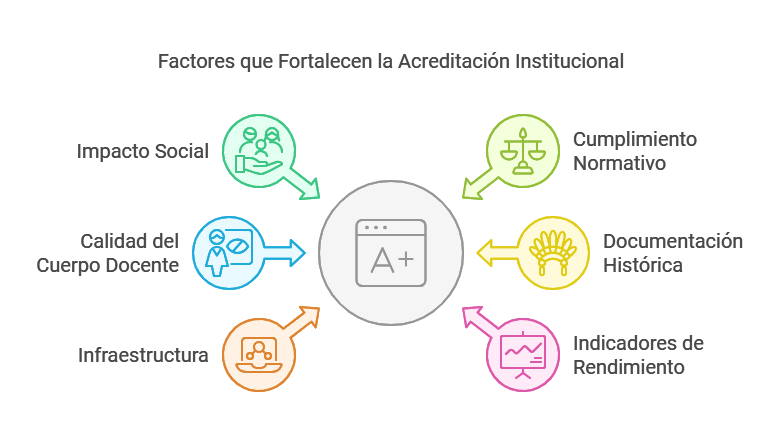 Factores que Fortalecen la Acreditación Institucional
Impacto Social
Cumplimiento
Normativo
Calidad del
Cuerpo Docente
A+
Documentación
Histórica
Infraestructura
Indicadores de
Rendimiento